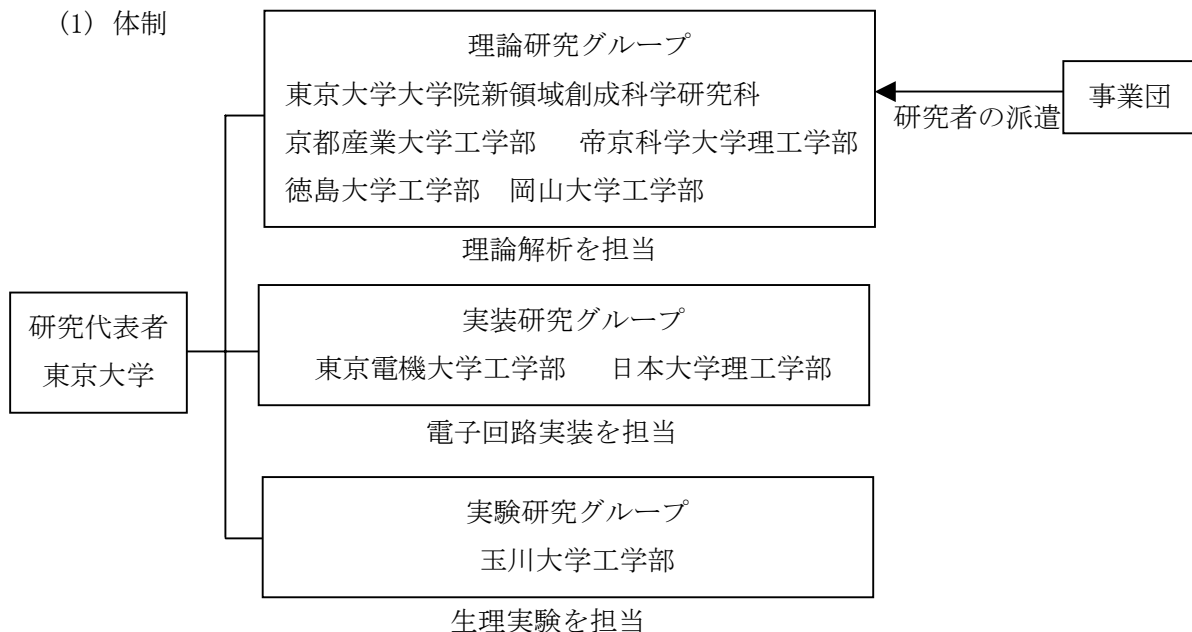 (1) 体制
理論研究グループ
東京大学大学院新領域創成科学研究科
京都産業大学工学部 帝京科学大学理工学部
徳島大学工学部 岡山大学工学部
理論解析を担当
研究者の派遣
事業団
研究代表者
東京大学
実装研究グループ
東京電機大学工学部 日本大学理工学部
電子回路実装を担当
実験研究グループ
玉川大学工学部
生理実験を担当